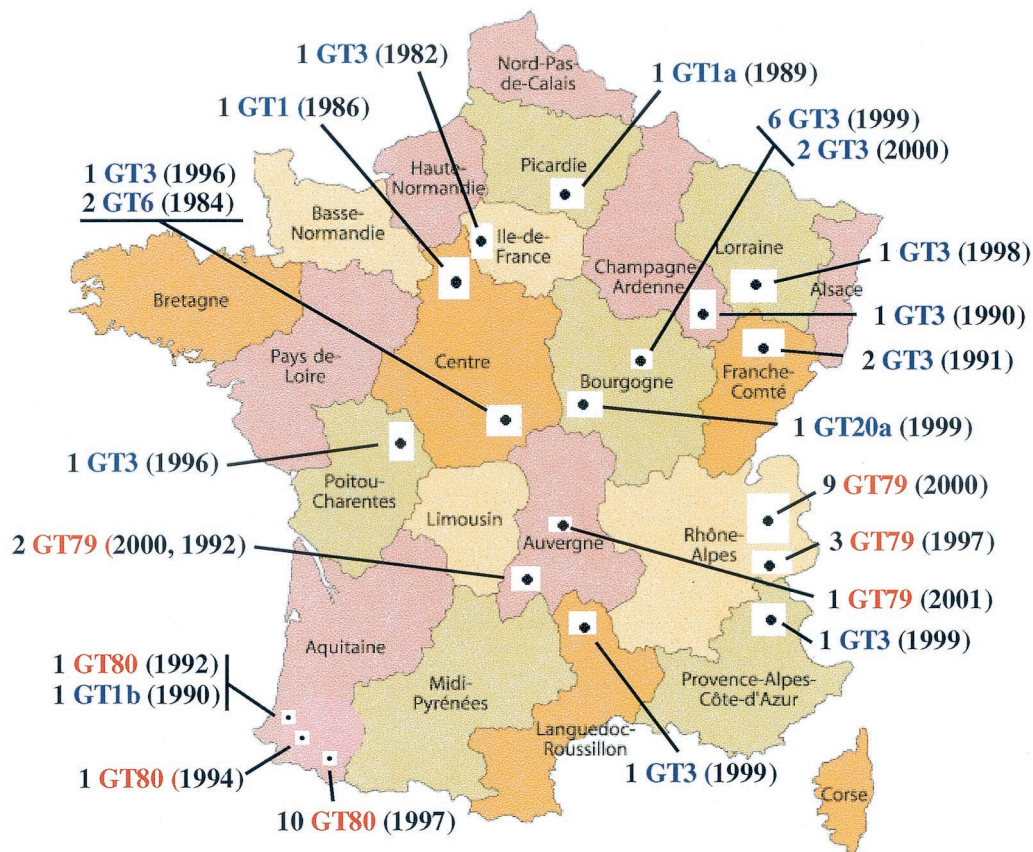 1 GT3 (1982)
Nord-Pas-
de-Calais
1 GT1a (1989)
1 GT1 (1986)
6 GT3 (1999)
2 GT3 (2000)
Haute-
Normandie
Picardie
1 GT3 (1996)
2 GT6 (1984)
Basse-
Normandie
Ile-de-
France
Lorraine
Champagne
Ardenne
1 GT3 (1998)
Alsace
Bretagne
1 GT3 (1990)
Pays de-
Loire
Centre
Bourgogne
2 GT3 (1991)
Franche-
Comté
1 GT20a (1999)
1 GT3 (1996)
Poitou-
Charentes
9 GT79 (2000)
Limousin
Auvergne
Rhône-
Alpes
2 GT79 (2000, 1992)
3 GT79 (1997)
1 GT79 (2001)
1 GT3 (1999)
Aquitaine
1 GT80 (1992)
1 GT1b (1990)
Midi-
Pyrénées
Provence-Alpes-
Côte-d'Azur
Languedoc-
Roussillon
1 GT80 (1994)
1 GT3 (1999)
Corse
10 GT80 (1997)